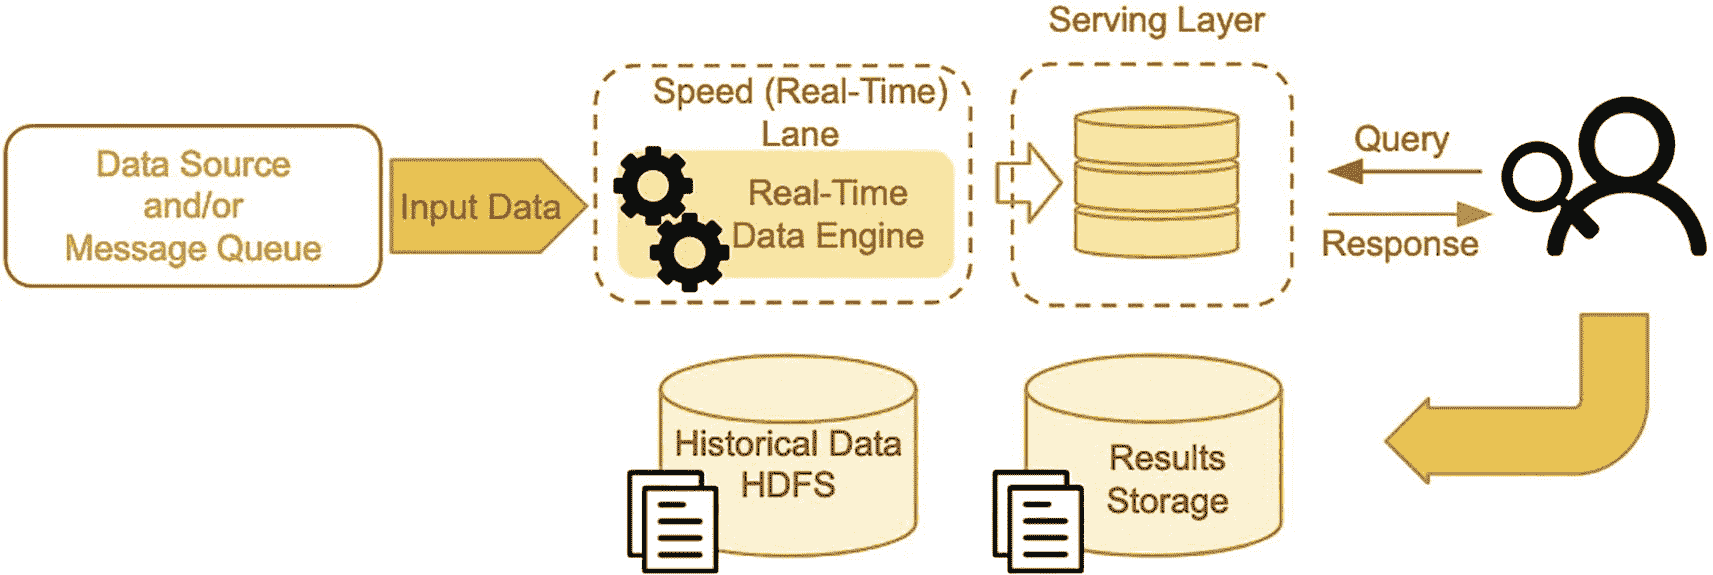 Serving Layer
Speed (Real-Time)
Lane
Data Source
and/or
Message Queue
Input Data
Real-Time
Data Engine
Query
Response
Historical Data
HDFS
Results
Storage